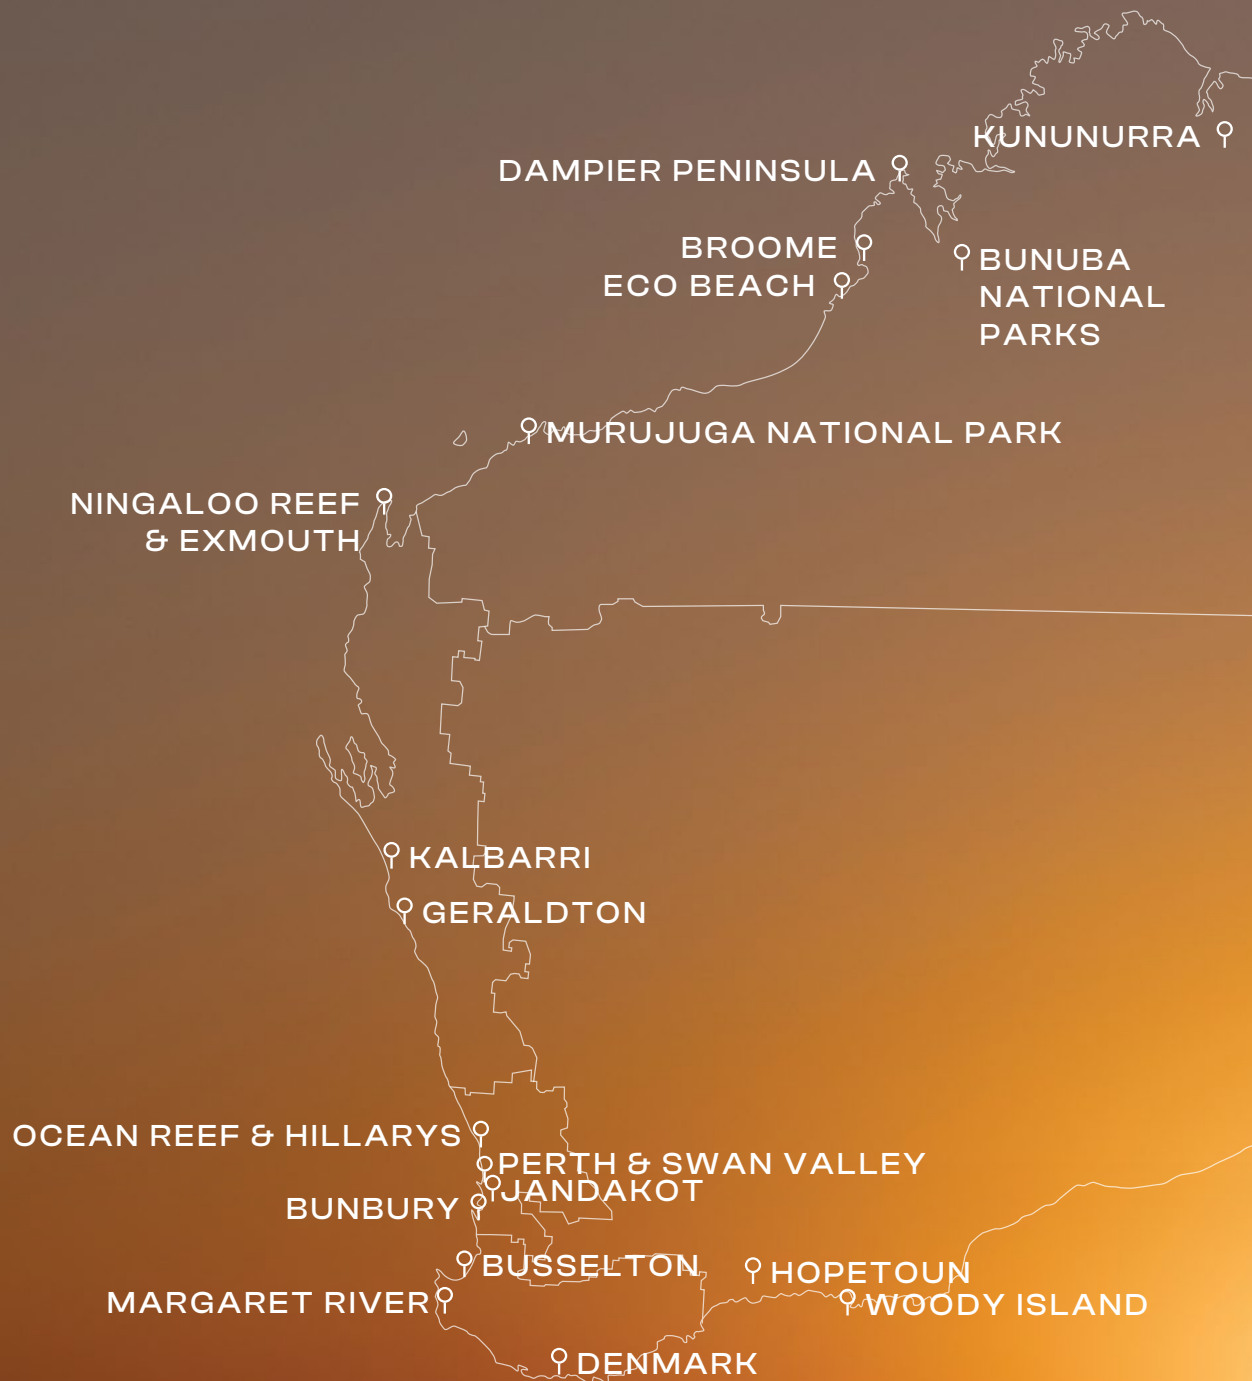 KUNUNURRA
DAMPIER PENINSULA
BROOME
BUNUBA
NATIONAL
PARKS
ECO BEACH
MURUJUGA NATIONAL PARK
NINGALOO REEF
& EXMOUTH
KALBARRI
GERALDTON
OCEAN REEF & HILLARYS
PERTH & SWAN VALLEY
JANDAKOT
BUNBURY
BUSSELTON
HOPETOUN
MARGARET RIVER
WOODY ISLAND
DENMARK